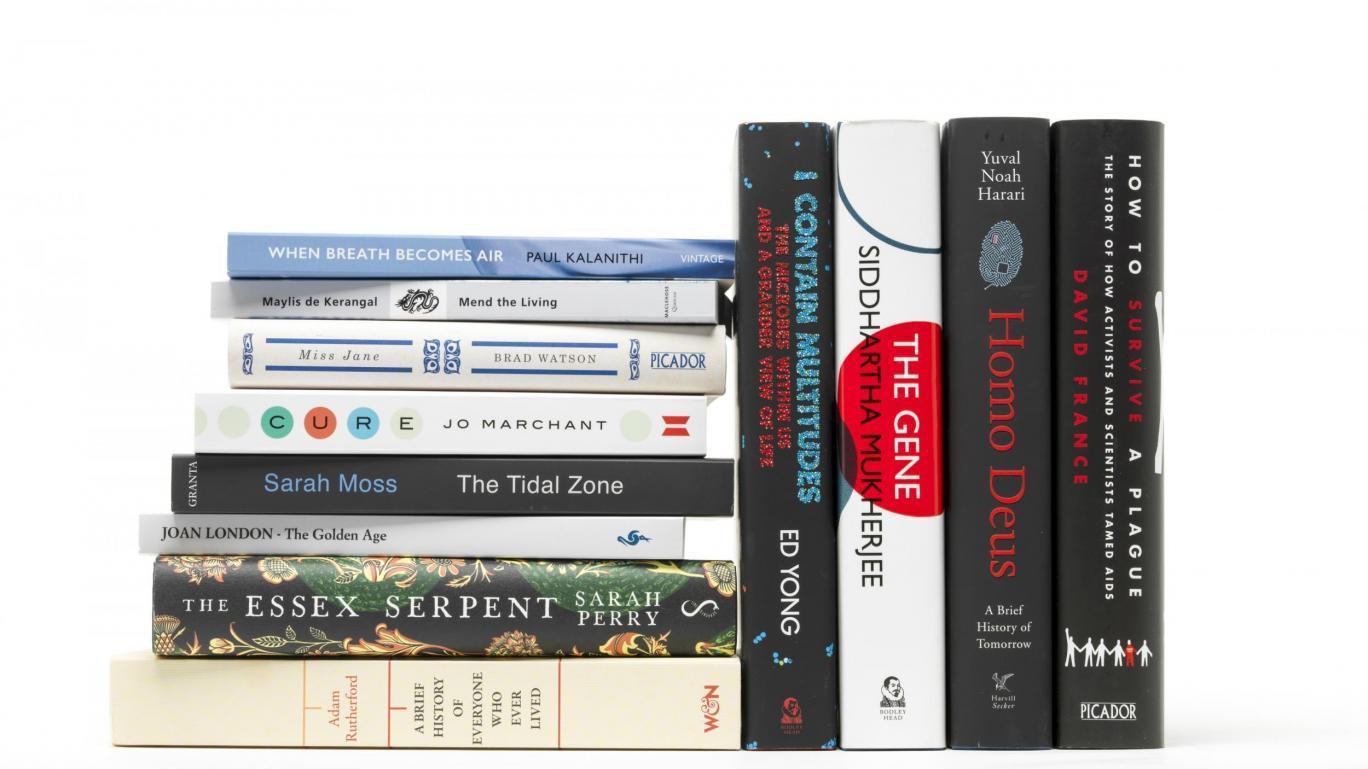 WHEN BREATH BECOMES AIR PAUL KALANITHI VINTAGE
Maylis de Kerangal Mend the Living MACLEHOSE
Miss Jane BRAD WATSON PICADOR
CURE JO MARCHANT
GRANTA Sarah Moss The Tidal Zone
JOAN LONDON - The Golden Age
THE ESSEX SERPENT SARAH
PERRY
Adam
Rutherford
A BRIEF
HISTORY
OF
EVERYONE
WHO
EVER
LIVED
W&N
I CONTAIN MULTITUDES
THE MICROBES WITHIN US
AND A GRANDER VIEW OF LIFE
ED YONG
BODLEY
HEAD
SIDDHARTHA MUKHERJEE
THE GENE
BODLEY
HEAD
Yuval
Noah
Harari
Homo Deus
A Brief
History of
Tomorrow
Harvill
Secker
HOW TO SURVIVE A PLAGUE
THE STORY OF HOW ACTIVISTS AND SCIENTISTS TAMED AIDS
DAVID FRANCE
PICADOR